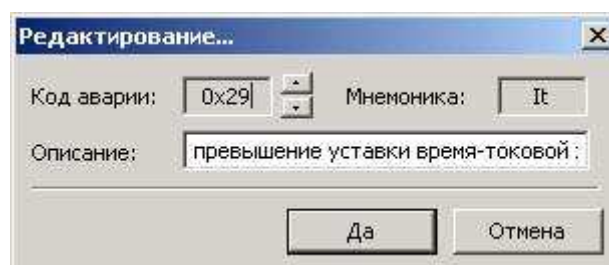 Редактирование...
Код аварии: 0x29 Мнемоника: It
Описание: превышение уставки время-токовой
Да Отмена